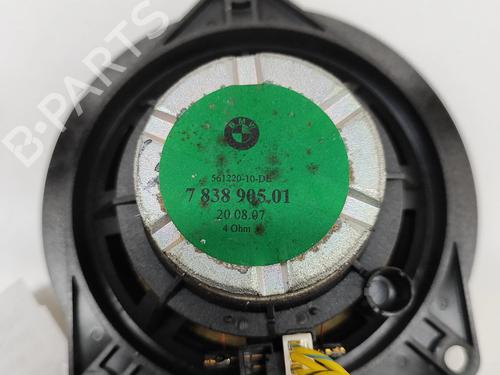 B-PARTS
BMW
561220-10-DE
7 838 905.01
20.08.07
4 Ohm